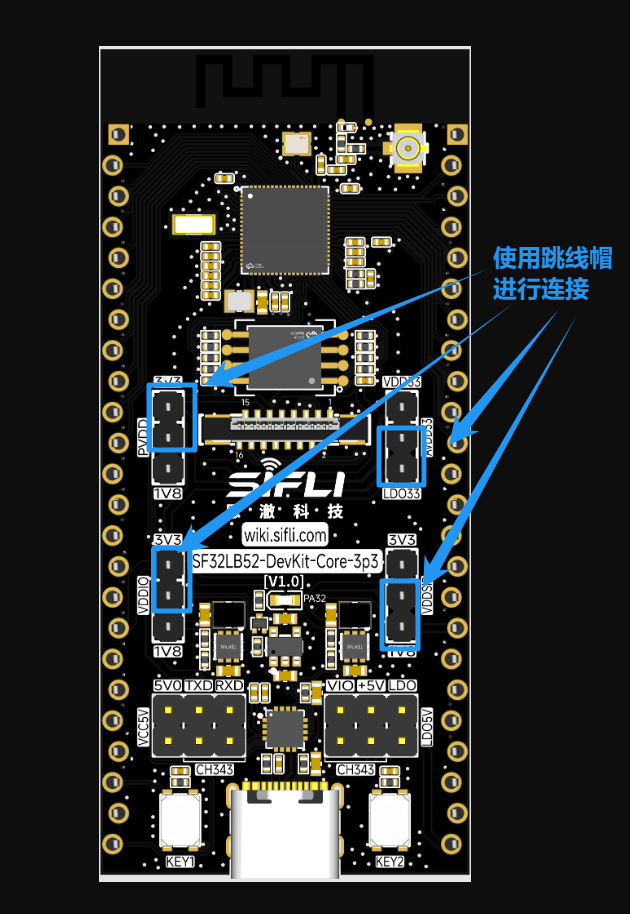 使用跳线帽
进行连接
3V3
VDD33
PVDD
AVDD33
15
1
16
2
1V8
LDO33
SiFLi
澈科技
wiki.sifli.com
3V3
3V3
SF32LB52-DevKit-Core-3p3
[V1.0]
VDDIO
PA32
1V8
1V8
5V0 TXD RXD
VIO +5V LDO
VCC5V
LDO5V
CH343
CH343
KEY1
KEY2